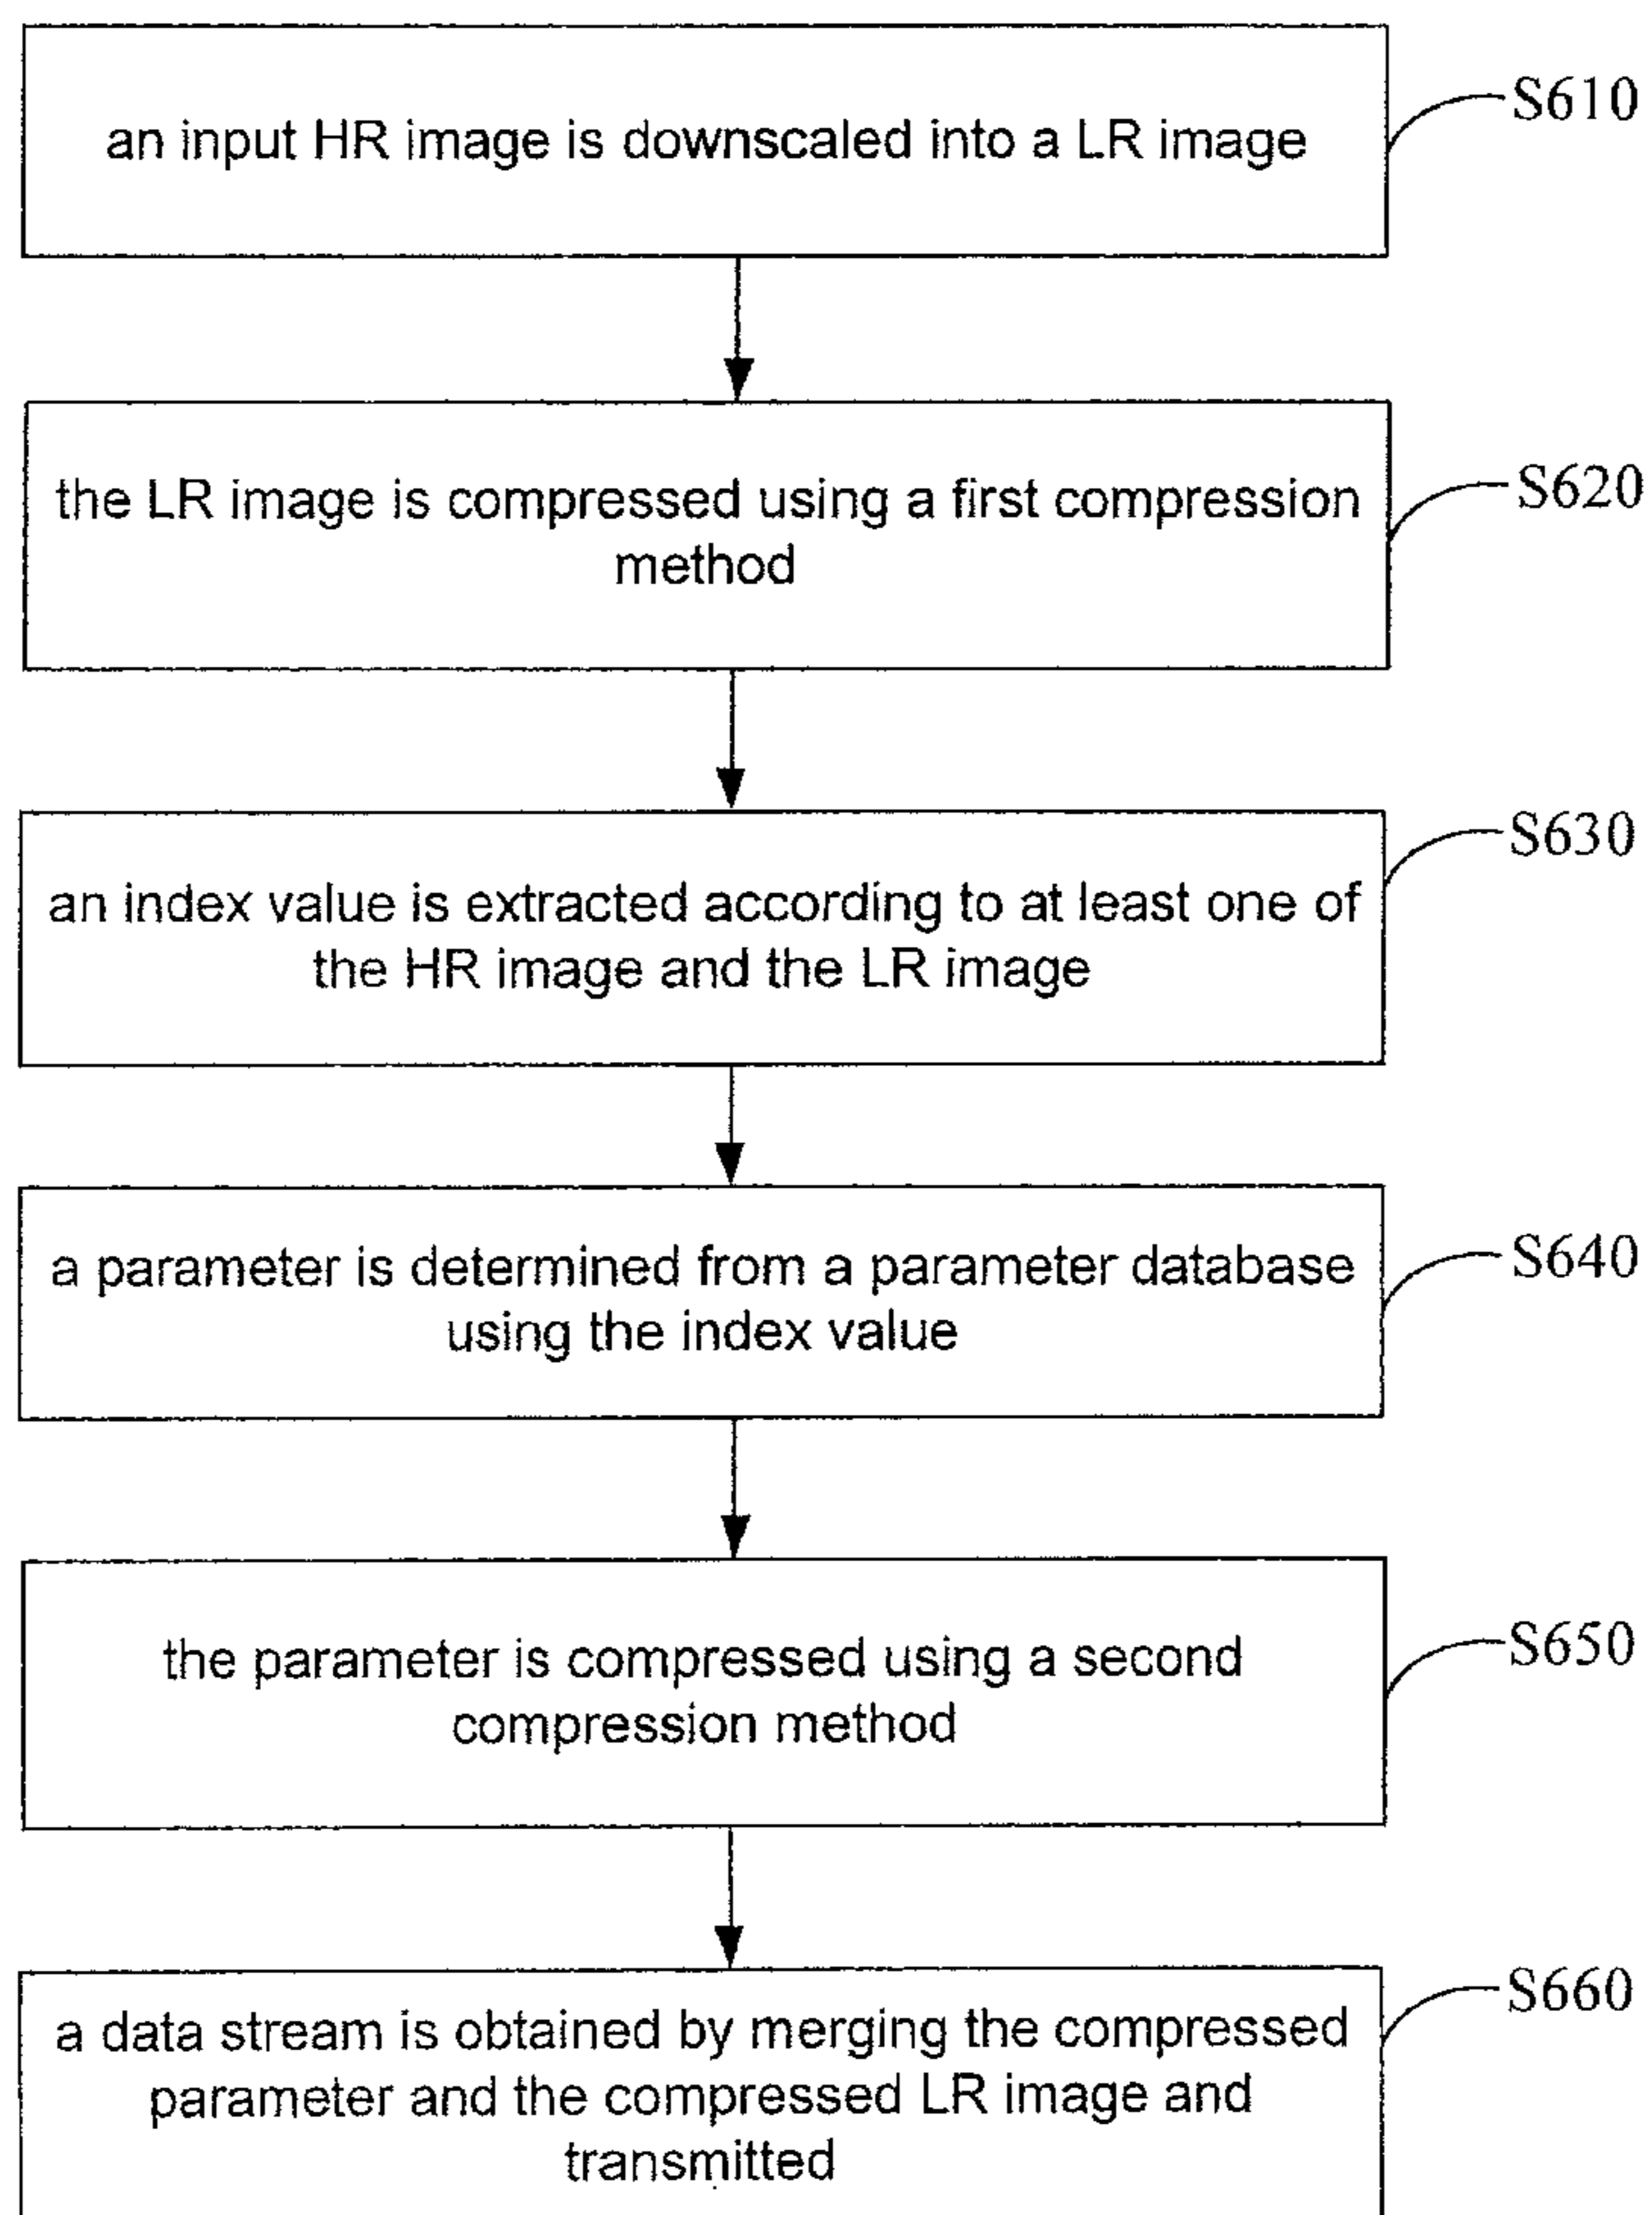 an input HR image is downscaled into a LR image
S610
the LR image is compressed using a first compression
method
S620
an index value is extracted according to at least one of
the HR image and the LR image
S630
a parameter is determined from a parameter database
using the index value
S640
the parameter is compressed using a second
compression method
S650
a data stream is obtained by merging the compressed
parameter and the compressed LR image and
transmitted
S660